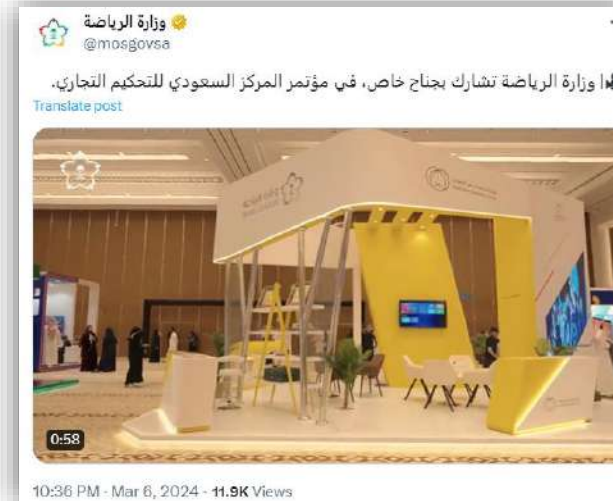 وزارة الرياضة
@mosgovsa
وزارة الرياضة تشارك بجناح خاص، في مؤتمر المركز السعودي للتحكيم التجاري.
Translate post
0:58
10:36 PM · Mar 6, 2024 · 11.9K Views